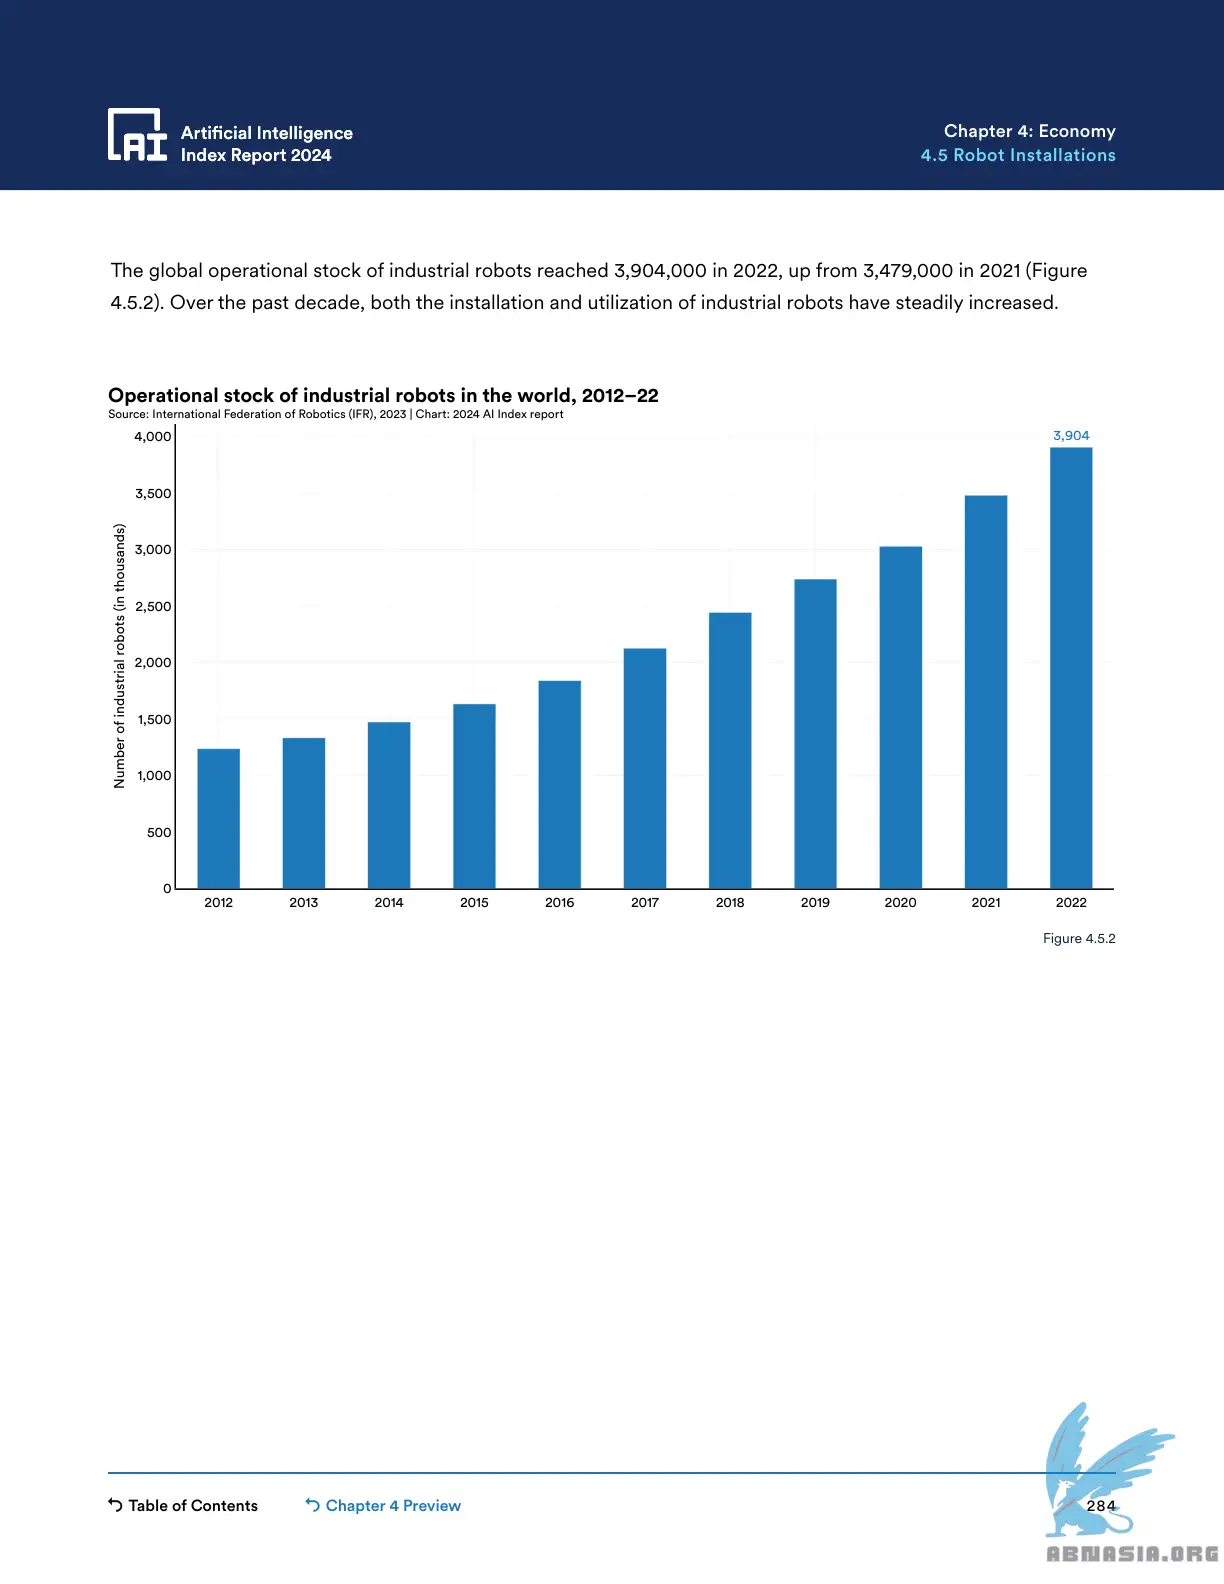 AI
Artificial Intelligence
Index Report 2024
Chapter 4: Economy
4.5 Robot Installations
The global operational stock of industrial robots reached 3,904,000 in 2022, up from 3,479,000 in 2021 (Figure
4.5.2). Over the past decade, both the installation and utilization of industrial robots have steadily increased.
Operational stock of industrial robots in the world, 2012–22
Source: International Federation of Robotics (IFR), 2023 | Chart: 2024 AI Index report
Number of industrial robots (in thousands)
4,000
3,500
3,000
2,500
2,000
1,500
1,000
500
0
3,904
2012 2013 2014 2015 2016 2017 2018 2019 2020 2021 2022
Figure 4.5.2
Table of Contents
Chapter 4 Preview
284
ABNASIA.ORG